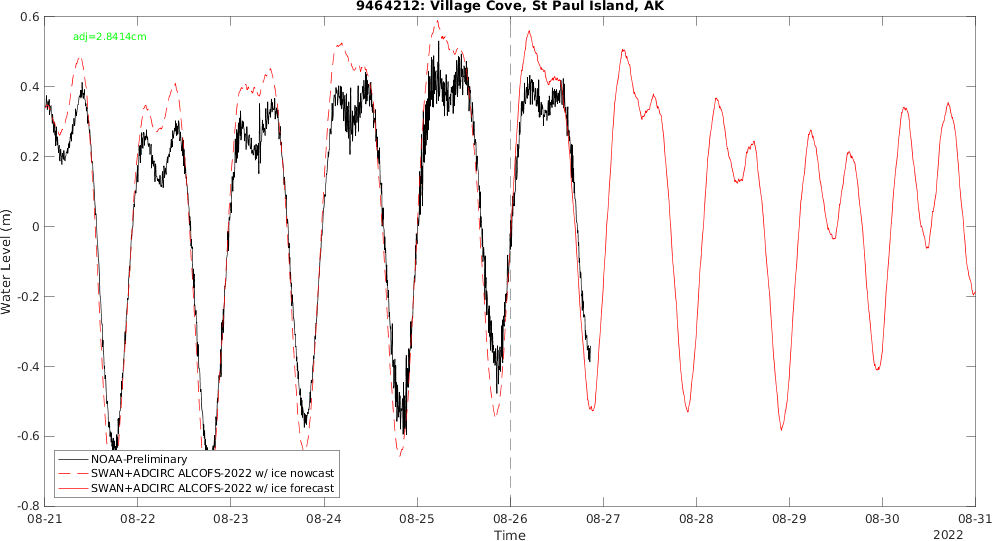 9464212: Village Cove, St Paul Island, AK
adj=2.8414cm
0.6
0.4
0.2
0
-0.2
-0.4
-0.6
-0.8
Water Level (m)
NOAA-Preliminary
SWAN+ADCIRC ALCOFS-2022 w/ ice nowcast
SWAN+ADCIRC ALCOFS-2022 w/ ice forecast
08-21 08-22 08-23 08-24 08-25 08-26 08-27 08-28 08-29 08-30 08-31
Time
2022